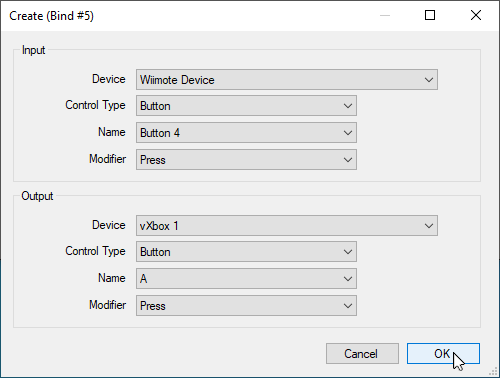 Create (Bind #5)
Input
Device Wiimote Device
Control Type Button
Name Button 4
Modifier Press
Output
Device vXbox 1
Control Type Button
Name A
Modifier Press
Cancel OK